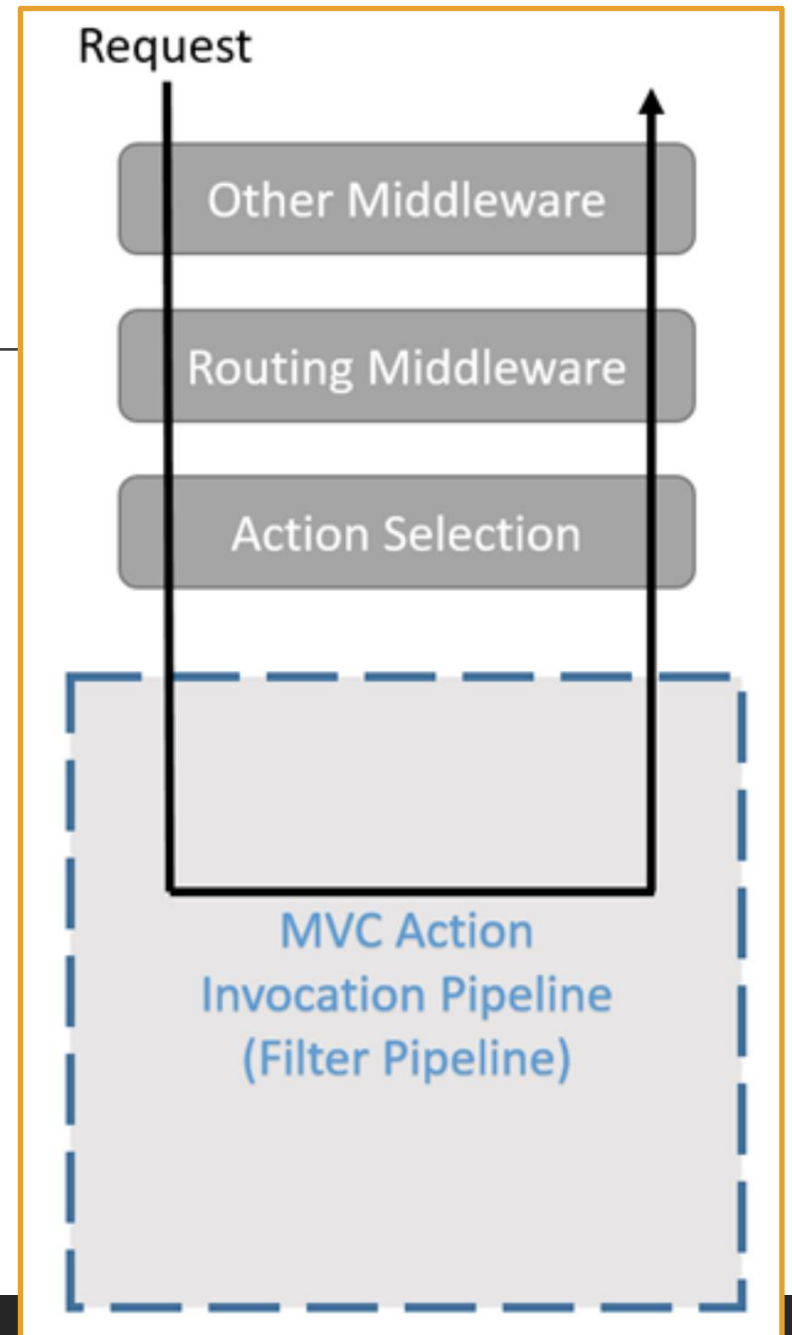 Request
Other Middleware
Routing Middleware
Action Selection
MVC Action
Invocation Pipeline
(Filter Pipeline)